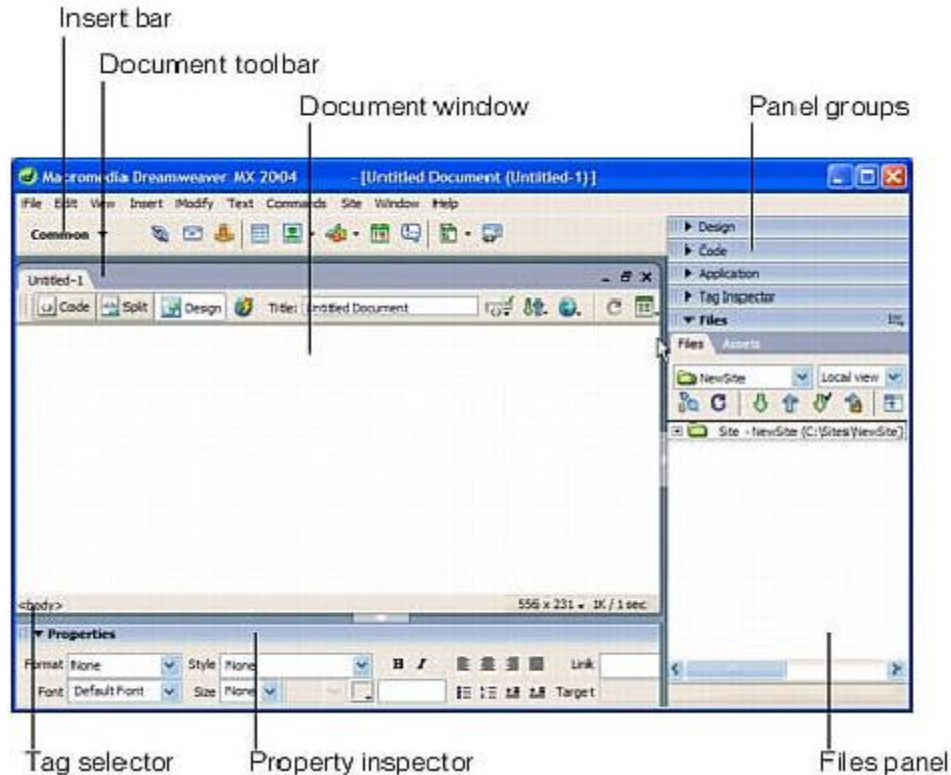 Insert bar
Document toolbar
Document window
Panel groups
Macromedia Dreamweaver MX 2004 - [Untitled Document (Untitled-1)]
File Edit View Insert Modify Text Commands Site Window Help
Common
Design
Code
Application
Tag Inspector
Files
Untitled-1
Code Split Design Title: Untitled Document
Files Assets
NewSite Local view
Site - NewSite (C:\Sites\NewSite)
<body> 556 x 231 1K / 1 sec
Properties
Format None Style None B I Link
Font Default Font Size None Target
Tag selector
Property inspector
Files panel